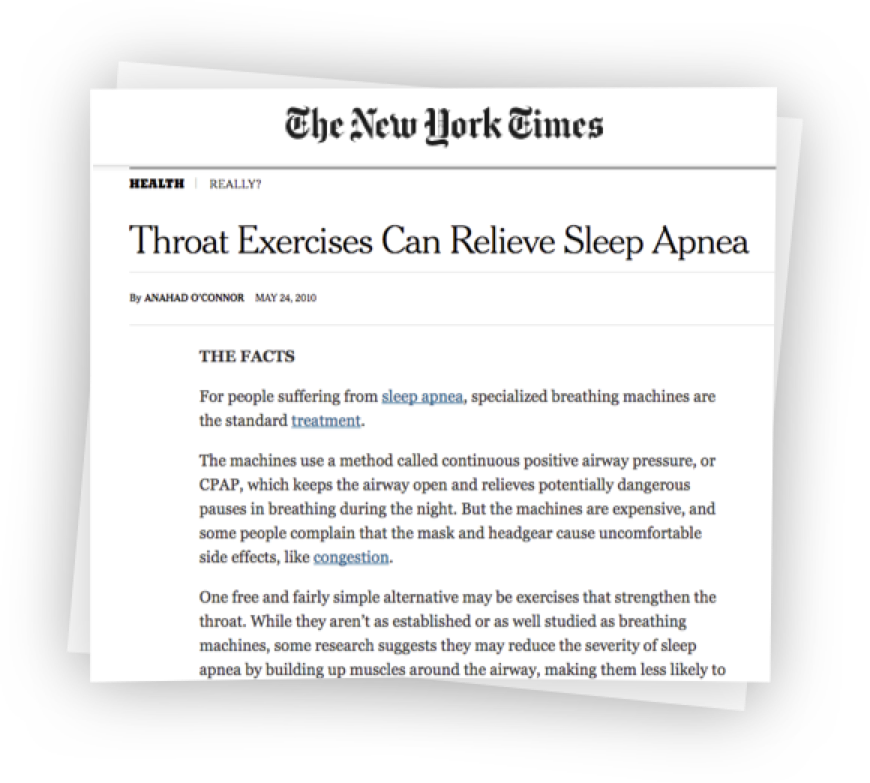 The New York Times
HEALTH | REALLY?
Throat Exercises Can Relieve Sleep Apnea
By ANAHAD O'CONNOR MAY 24, 2010
THE FACTS
For people suffering from sleep apnea, specialized breathing machines are
the standard treatment.
The machines use a method called continuous positive airway pressure, or
CPAP, which keeps the airway open and relieves potentially dangerous
pauses in breathing during the night. But the machines are expensive, and
some people complain that the mask and headgear cause uncomfortable
side effects, like congestion.
One free and fairly simple alternative may be exercises that strengthen the
throat. While they aren't as established or as well studied as breathing
machines, some research suggests they may reduce the severity of sleep
apnea by building up muscles around the airway, making them less likely to